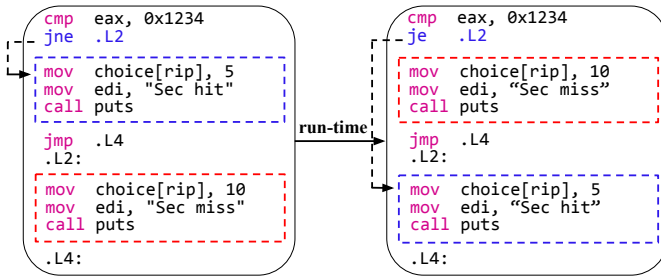 cmp eax, 0x1234
jne .L2
mov choice[rip], 5
mov edi, "Sec hit"
call puts
jmp .L4
.L2:
mov choice[rip], 10
mov edi, "Sec miss"
call puts
.L4:
run-time
cmp eax, 0x1234
je .L2
mov choice[rip], 10
mov edi, “Sec miss”
call puts
jmp .L4
.L2:
mov choice[rip], 5
mov edi, “Sec hit”
call puts
.L4: